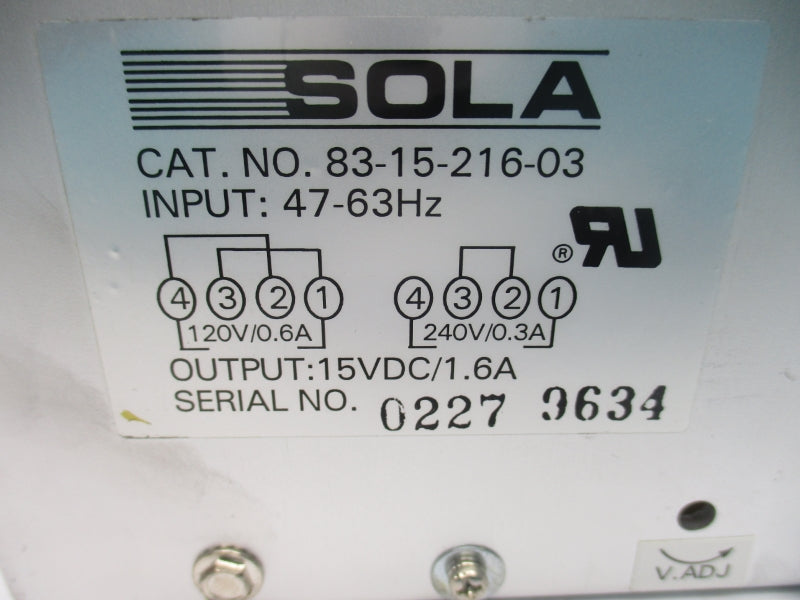 SOLA
CAT. NO. 83-15-216-03
INPUT: 47-63Hz
® RU
4 3 2 1 4 3 2 1
120V/0.6A 240V/0.3A
OUTPUT:15VDC/1.6A
SERIAL NO. 0227 9634
V.ADJ